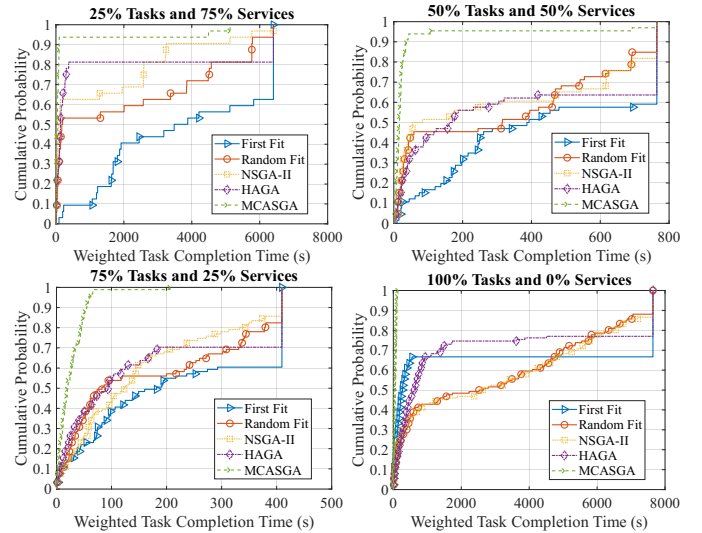 25% Tasks and 75% Services
1
0.9
0.8
0.7
0.6
0.5
0.4
0.3
0.2
0.1
0
Cumulative Probability
First Fit
Random Fit
NSGA-II
HAGA
MCASGA
0 2000 4000 6000 8000
Weighted Task Completion Time (s)
50% Tasks and 50% Services
1
0.9
0.8
0.7
0.6
0.5
0.4
0.3
0.2
0.1
0
Cumulative Probability
First Fit
Random Fit
NSGA-II
HAGA
MCASGA
0 200 400 600 800
Weighted Task Completion Time (s)
75% Tasks and 25% Services
1
0.9
0.8
0.7
0.6
0.5
0.4
0.3
0.2
0.1
0
Cumulative Probability
First Fit
Random Fit
NSGA-II
HAGA
MCASGA
0 100 200 300 400 500
Weighted Task Completion Time (s)
100% Tasks and 0% Services
1
0.9
0.8
0.7
0.6
0.5
0.4
0.3
0.2
0.1
0
Cumulative Probability
First Fit
Random Fit
NSGA-II
HAGA
MCASGA
0 1000 2000 3000 4000 5000 6000 7000 8000
Weighted Task Completion Time (s)